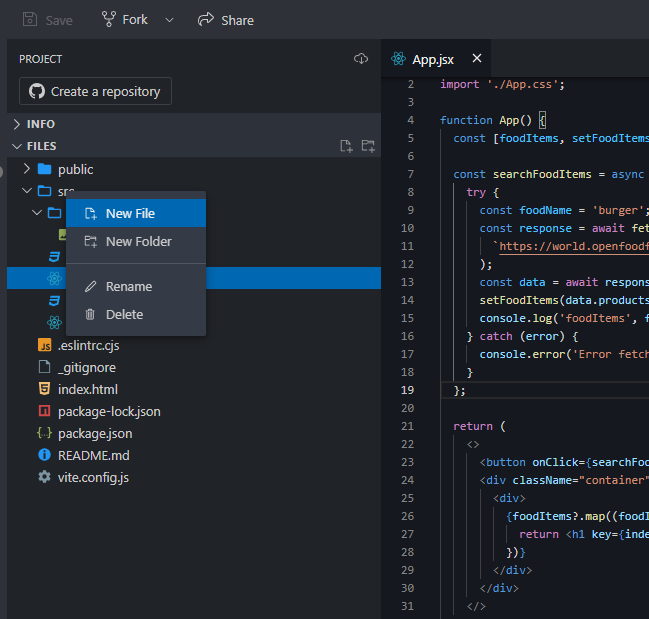 Save
Fork
Share
PROJECT
Create a repository
INFO
FILES
public
src
New File
New Folder
Rename
Delete
.eslintrc.cjs
_gitignore
index.html
package-lock.json
package.json
README.md
vite.config.js
App.jsx
2 import './App.css';
3
4 function App() {
5 const [foodItems, setFoodItems
6
7 const searchFoodItems = async
8 try {
9 const foodName = 'burger';
10 const response = await fet
11 `https://world.openfoodf
12 );
13 const data = await respons
14 setFoodItems(data.products
15 console.log('foodItems', f
16 } catch (error) {
17 console.error('Error fetch
18 }
19 };
20
21 return (
22 <>
23 <button onClick={searchFoo
24 <div className="container"
25 <div>
26 {foodItems?.map((foodI
27 return <h1 key={inde
28 })}
29 </div>
30 </div>
31 </>